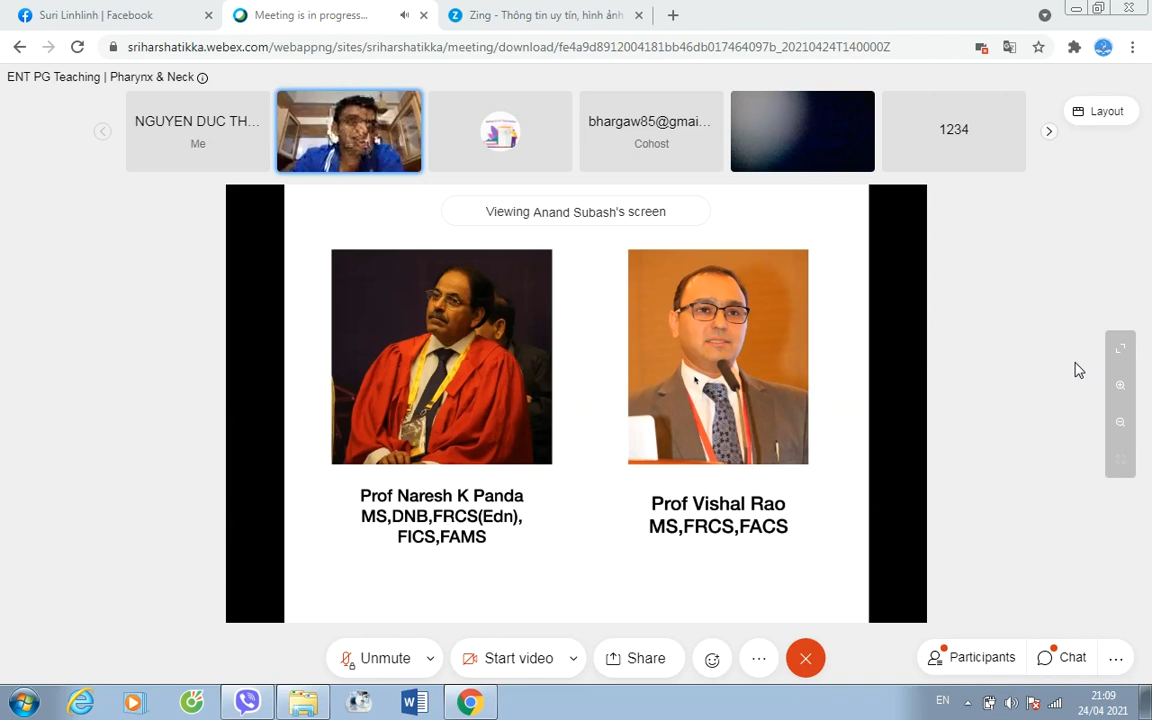 Suri Linhlinh | Facebook
Meeting is in progress...
Zing - Thông tin uy tín, hình ảnh
sriharshatikka.webex.com/webappng/sites/sriharshatikka/meeting/download/fe4a9d8912004181bb46db017464097b_20210424T140000Z
ENT PG Teaching | Pharynx & Neck
NGUYEN DUC TH...
Me
bhargaw85@gmai...
Cohost
1234
Layout
Viewing Anand Subash's screen
Prof Naresh K Panda
MS,DNB,FRCS(Edn),
FICS,FAMS
Prof Vishal Rao
MS,FRCS,FACS
Unmute
Start video
Share
Participants
Chat
EN
21:09
24/04/2021